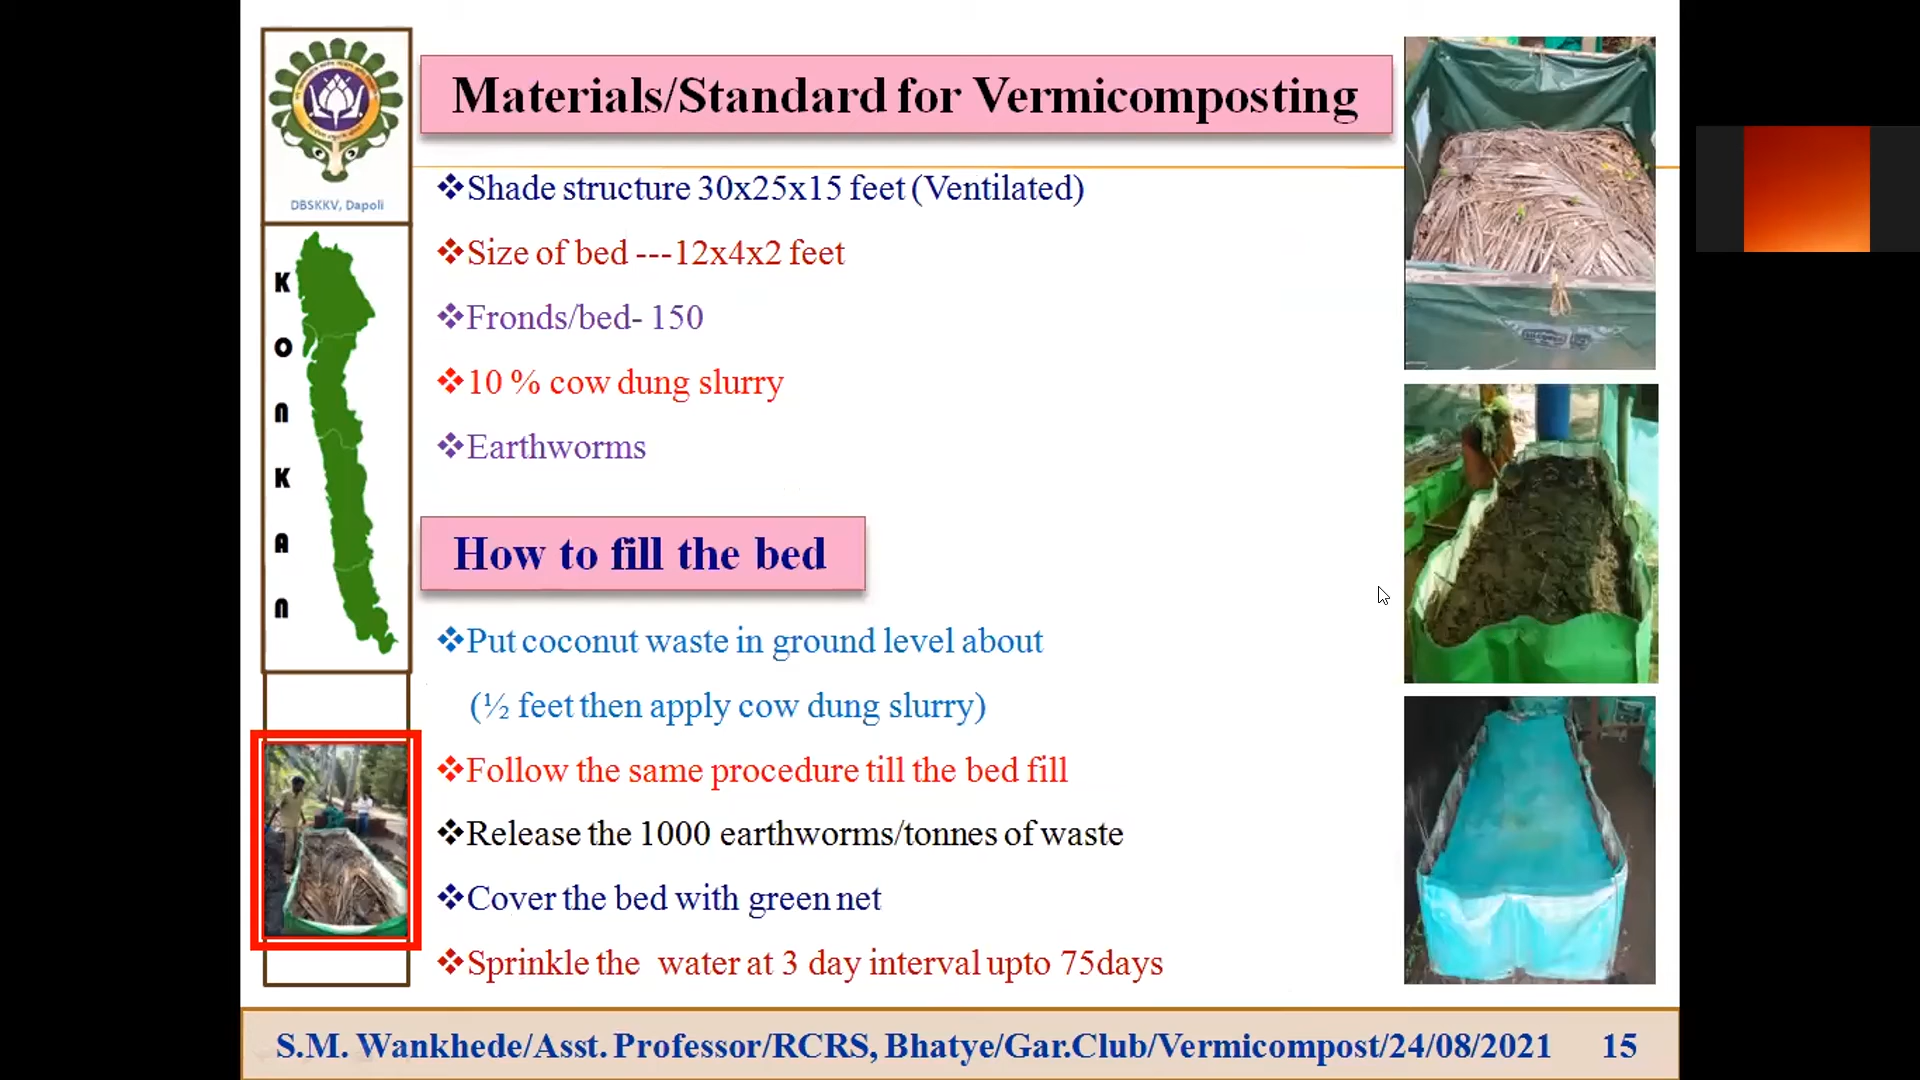 DBSKKV, Dapoli
KONKAN
Materials/Standard for Vermicomposting
❖Shade structure 30x25x15 feet (Ventilated)
❖Size of bed ---12x4x2 feet
❖Fronds/bed- 150
❖10 % cow dung slurry
❖Earthworms
How to fill the bed
❖Put coconut waste in ground level about
(½ feet then apply cow dung slurry)
❖Follow the same procedure till the bed fill
❖Release the 1000 earthworms/tonnes of waste
❖Cover the bed with green net
❖Sprinkle the water at 3 day interval upto 75days
S.M. Wankhede/Asst. Professor/RCRS, Bhatye/Gar.Club/Vermicompost/24/08/2021 15